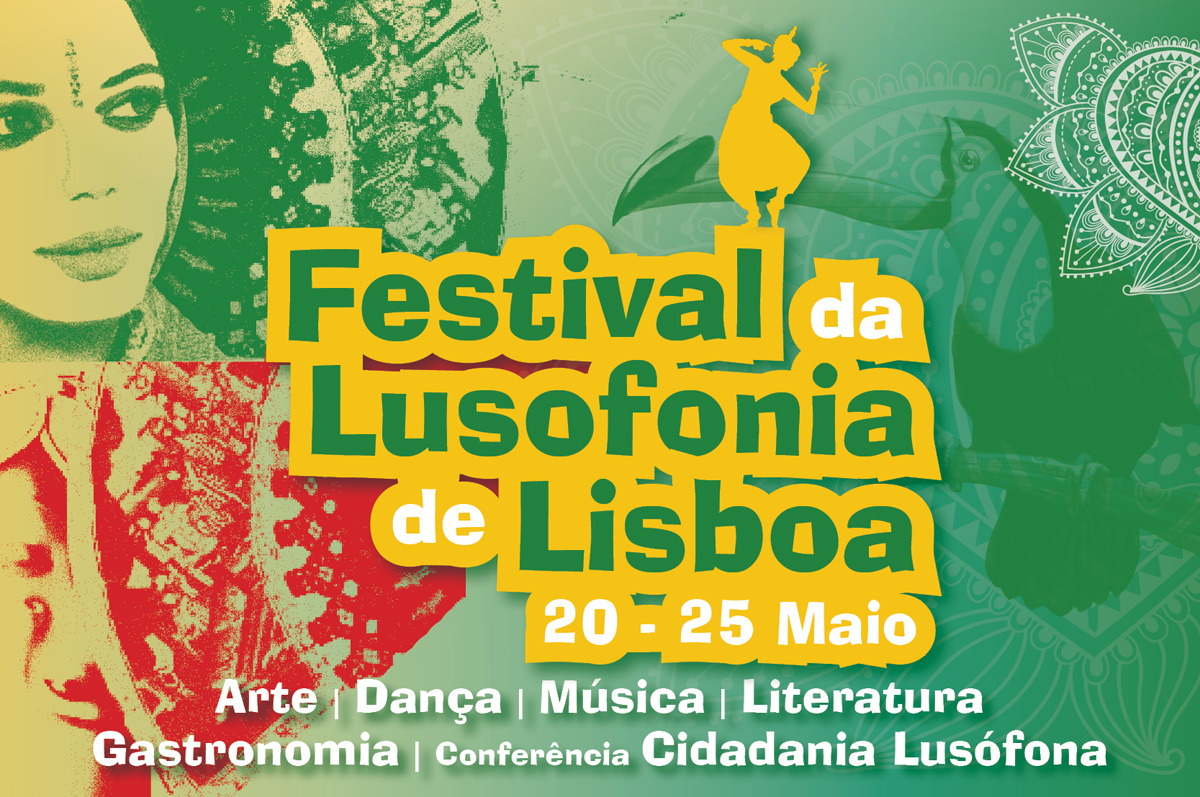 Festival da
Lusofonia
de Lisboa
20 - 25 Maio
Arte | Dança | Música | Literatura
Gastronomia | Conferência Cidadania Lusófona